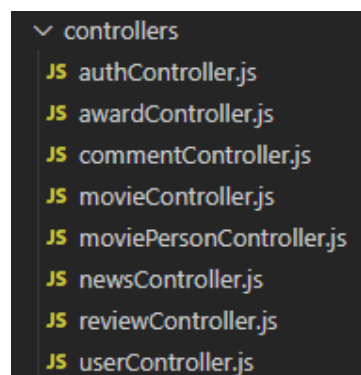 controllers
JS authController.js
JS awardController.js
JS commentController.js
JS movieController.js
JS moviePersonController.js
JS newsController.js
JS reviewController.js
JS userController.js